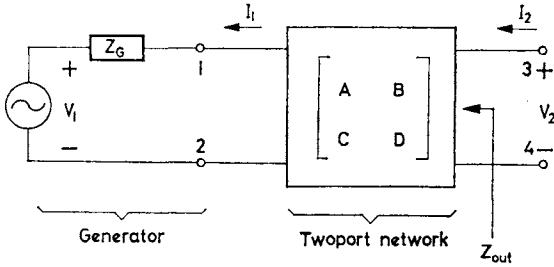 I₁
I₂
Z_G
1
3 +
+
A B
V₁
V₂
C D
−
2
4 −
Generator
Twoport network
Z_out